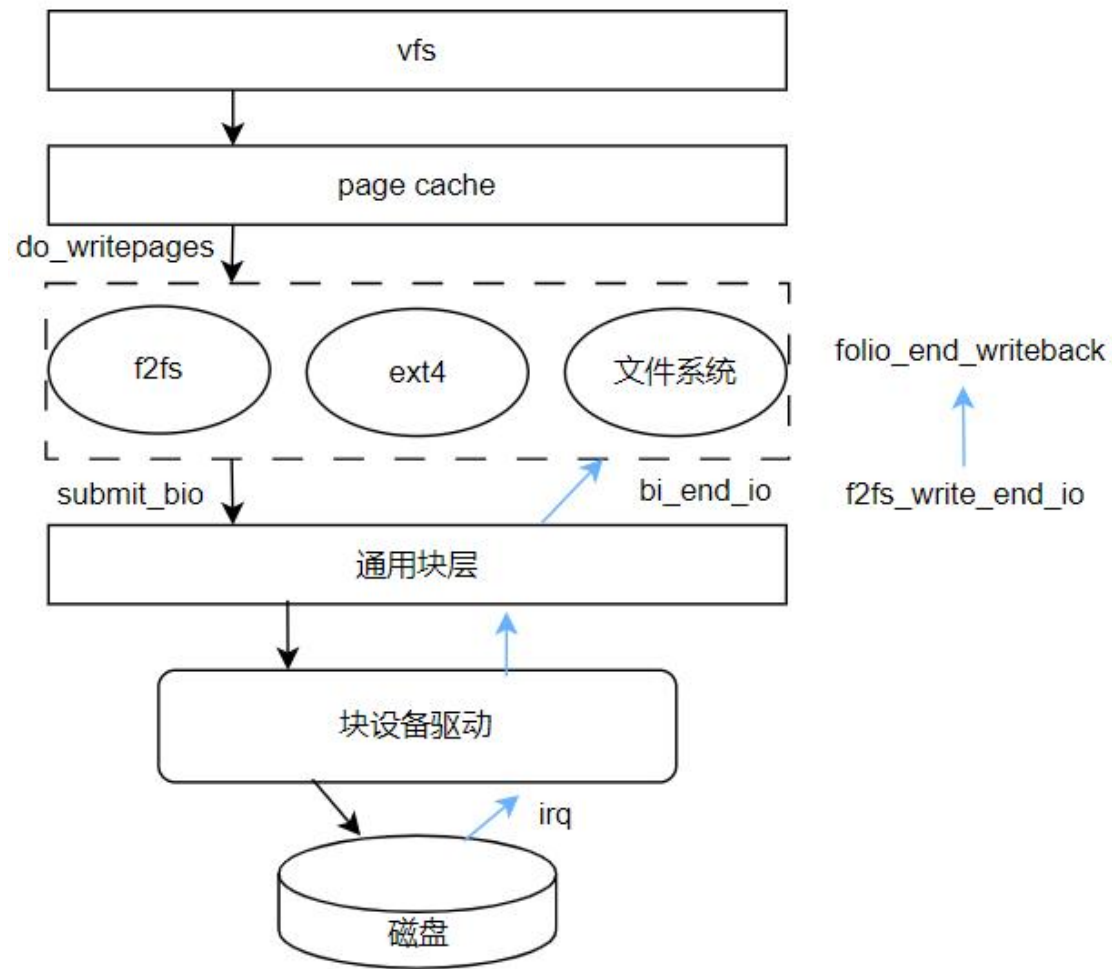 vfs
page cache
do_writepages
f2fs
ext4
文件系统
folio_end_writeback
submit_bio
bi_end_io
f2fs_write_end_io
通用块层
块设备驱动
irq
磁盘